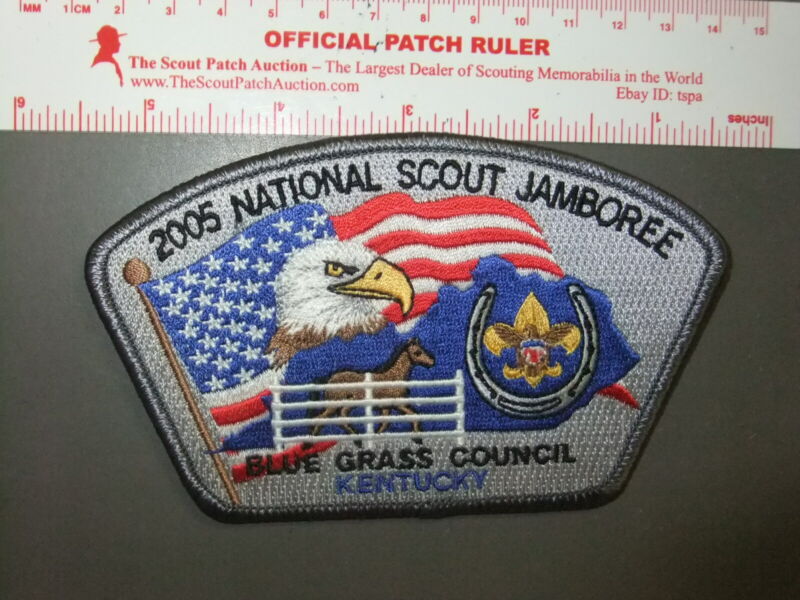 MM 1CM 2 3 4 5 6 7 8 9 10 11 12 13 14 15
OFFICIAL PATCH RULER
The Scout Patch Auction – The Largest Dealer of Scouting Memorabilia in the World
www.TheScoutPatchAuction.com
Ebay ID: tspa
6 5 4 3 2 1 Inches
2005 NATIONAL SCOUT JAMBOREE
BLUE GRASS COUNCIL
KENTUCKY